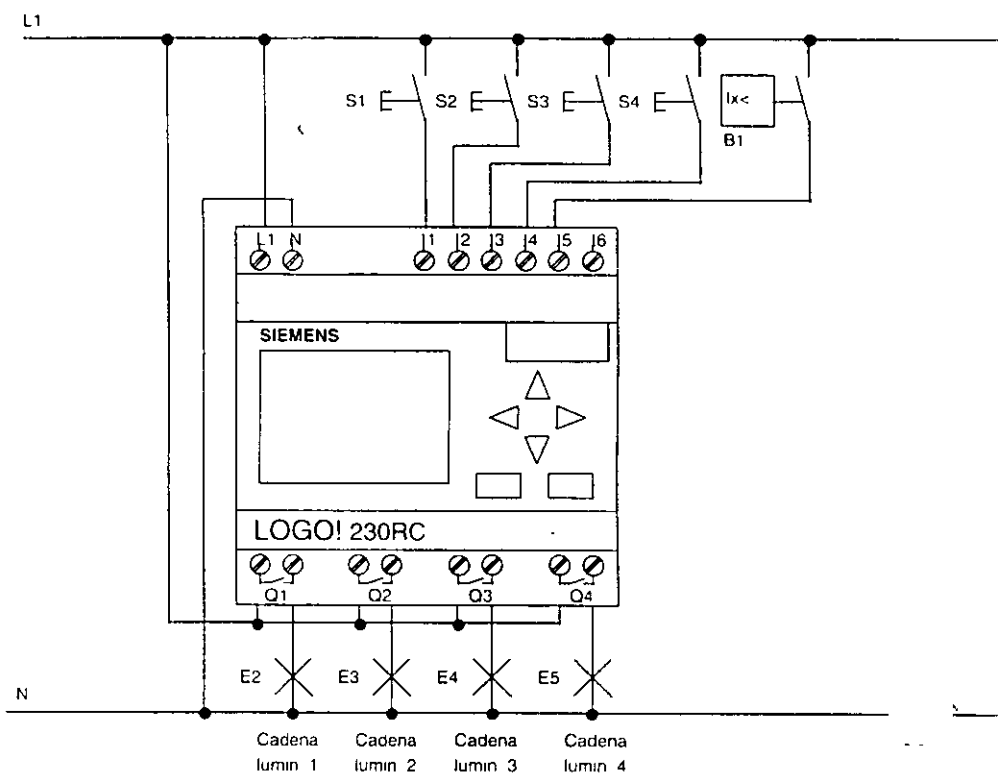 L1
S1 S2 S3 S4 Ix<
B1
L1 N I1 I2 I3 I4 I5 I6
SIEMENS
LOGO! 230RC
Q1 Q2 Q3 Q4
E2 E3 E4 E5
N
Cadena lumin 1
Cadena lumin 2
Cadena lumin 3
Cadena lumin 4